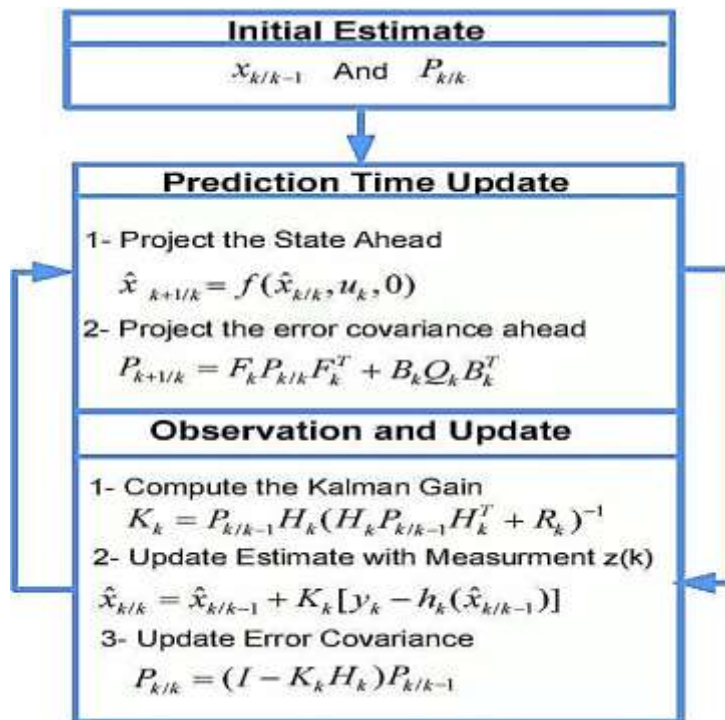 Initial Estimate
x_{k/k-1} And P_{k/k}
Prediction Time Update
1- Project the State Ahead
x̂ _{k+1/k} = f(x̂_{k/k}, u_k, 0)
2- Project the error covariance ahead
P_{k+1/k} = F_k P_{k/k} F_k^T + B_k Q_k B_k^T
Observation and Update
1- Compute the Kalman Gain
K_k = P_{k/k-1} H_k (H_k P_{k/k-1} H_k^T + R_k)^{-1}
2- Update Estimate with Measurment z(k)
x̂_{k/k} = x̂_{k/k-1} + K_k [y_k - h_k (x̂_{k/k-1})]
3- Update Error Covariance
P_{k/k} = (I - K_k H_k) P_{k/k-1}